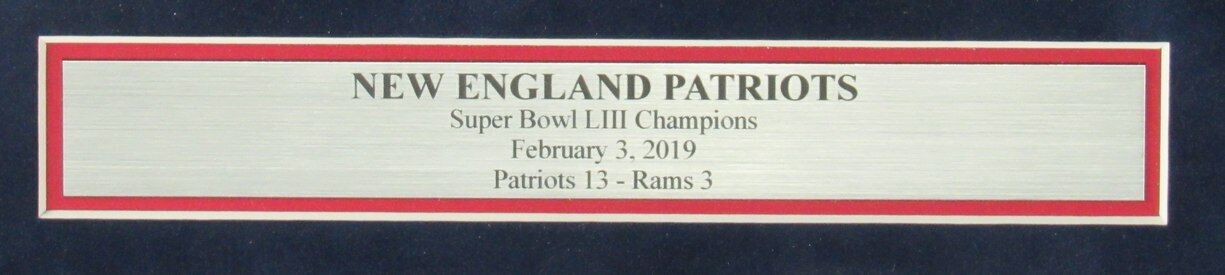 NEW ENGLAND PATRIOTS
Super Bowl LIII Champions
February 3, 2019
Patriots 13 - Rams 3